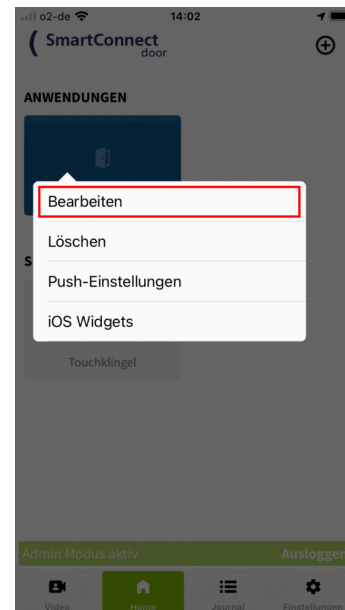 o2-de 14:02
SmartConnect
door
ANWENDUNGEN
Bearbeiten
Löschen
Push-Einstellungen
iOS Widgets
Touchklingel
Admin Modus aktiv Ausloggen
Video Home Journal Einstellungen